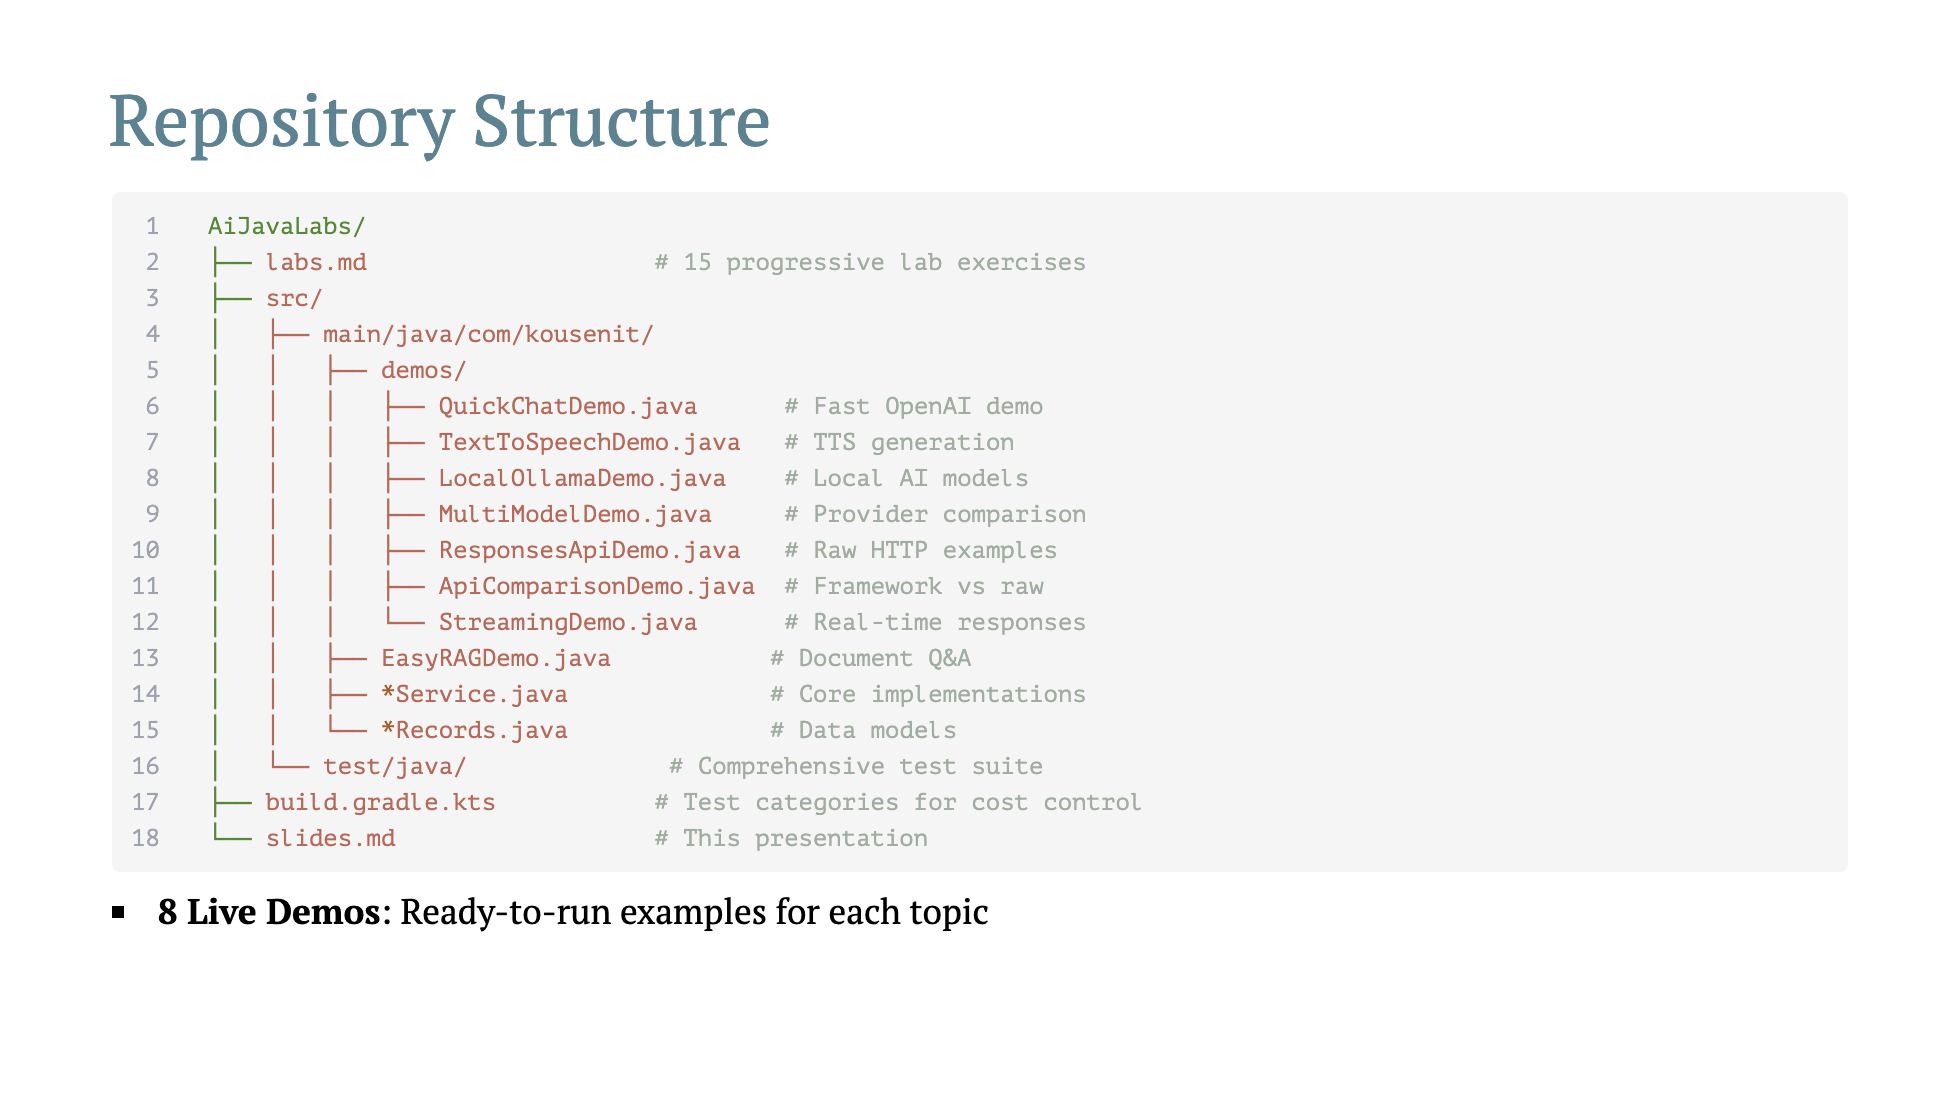 Repository Structure
1 AiJavaLabs/
2 ├── labs.md # 15 progressive lab exercises
3 ├── src/
4 │   ├── main/java/com/kousenit/
5 │   │   ├── demos/
6 │   │   │   ├── QuickChatDemo.java # Fast OpenAI demo
7 │   │   │   ├── TextToSpeechDemo.java # TTS generation
8 │   │   │   ├── LocalOllamaDemo.java # Local AI models
9 │   │   │   ├── MultiModelDemo.java # Provider comparison
10 │   │   │   ├── ResponsesApiDemo.java # Raw HTTP examples
11 │   │   │   ├── ApiComparisonDemo.java # Framework vs raw
12 │   │   │   └── StreamingDemo.java # Real-time responses
13 │   │   ├── EasyRAGDemo.java # Document Q&A
14 │   │   ├── *Service.java # Core implementations
15 │   │   └── *Records.java # Data models
16 │   └── test/java/ # Comprehensive test suite
17 ├── build.gradle.kts # Test categories for cost control
18 └── slides.md # This presentation
▪ 8 Live Demos: Ready-to-run examples for each topic